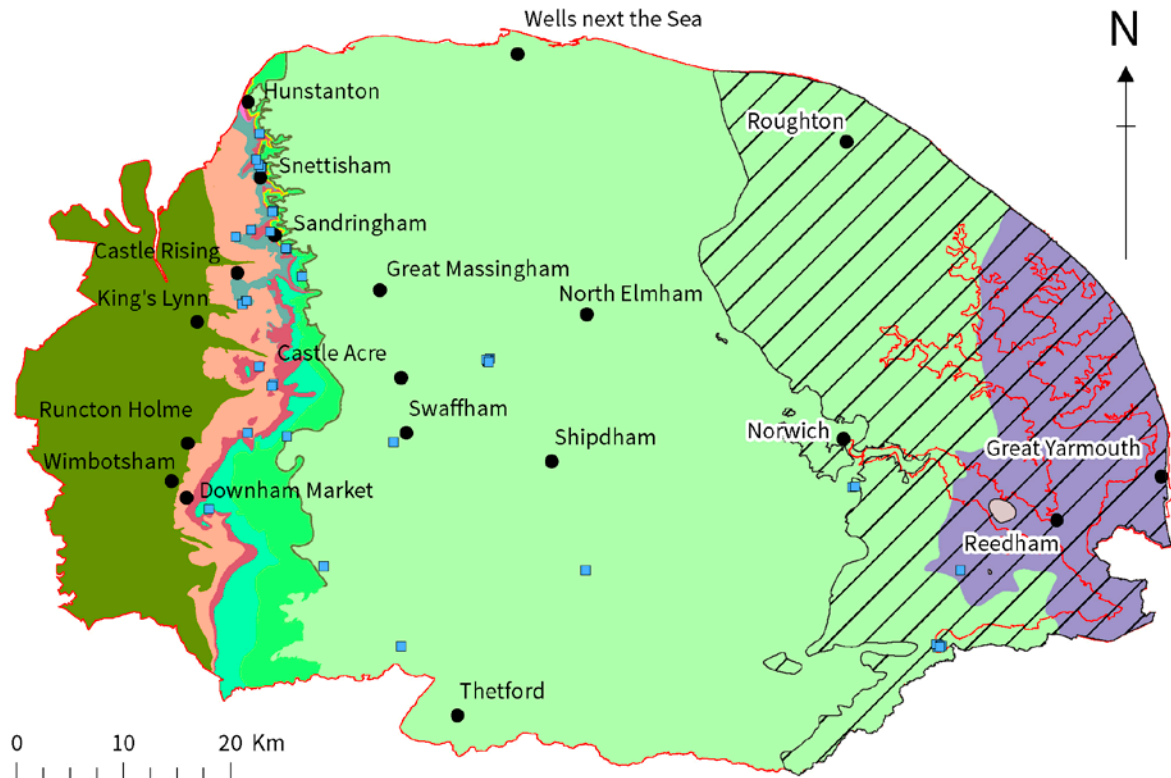 Wells next the Sea
N
Hunstanton
Roughton
Snettisham
Sandringham
Castle Rising
Great Massingham
King's Lynn
North Elmham
Castle Acre
Runcton Holme
Swaffham
Shipdham
Norwich
Great Yarmouth
Wimbotsham
Downham Market
Reedham
Thetford
0 10 20 Km